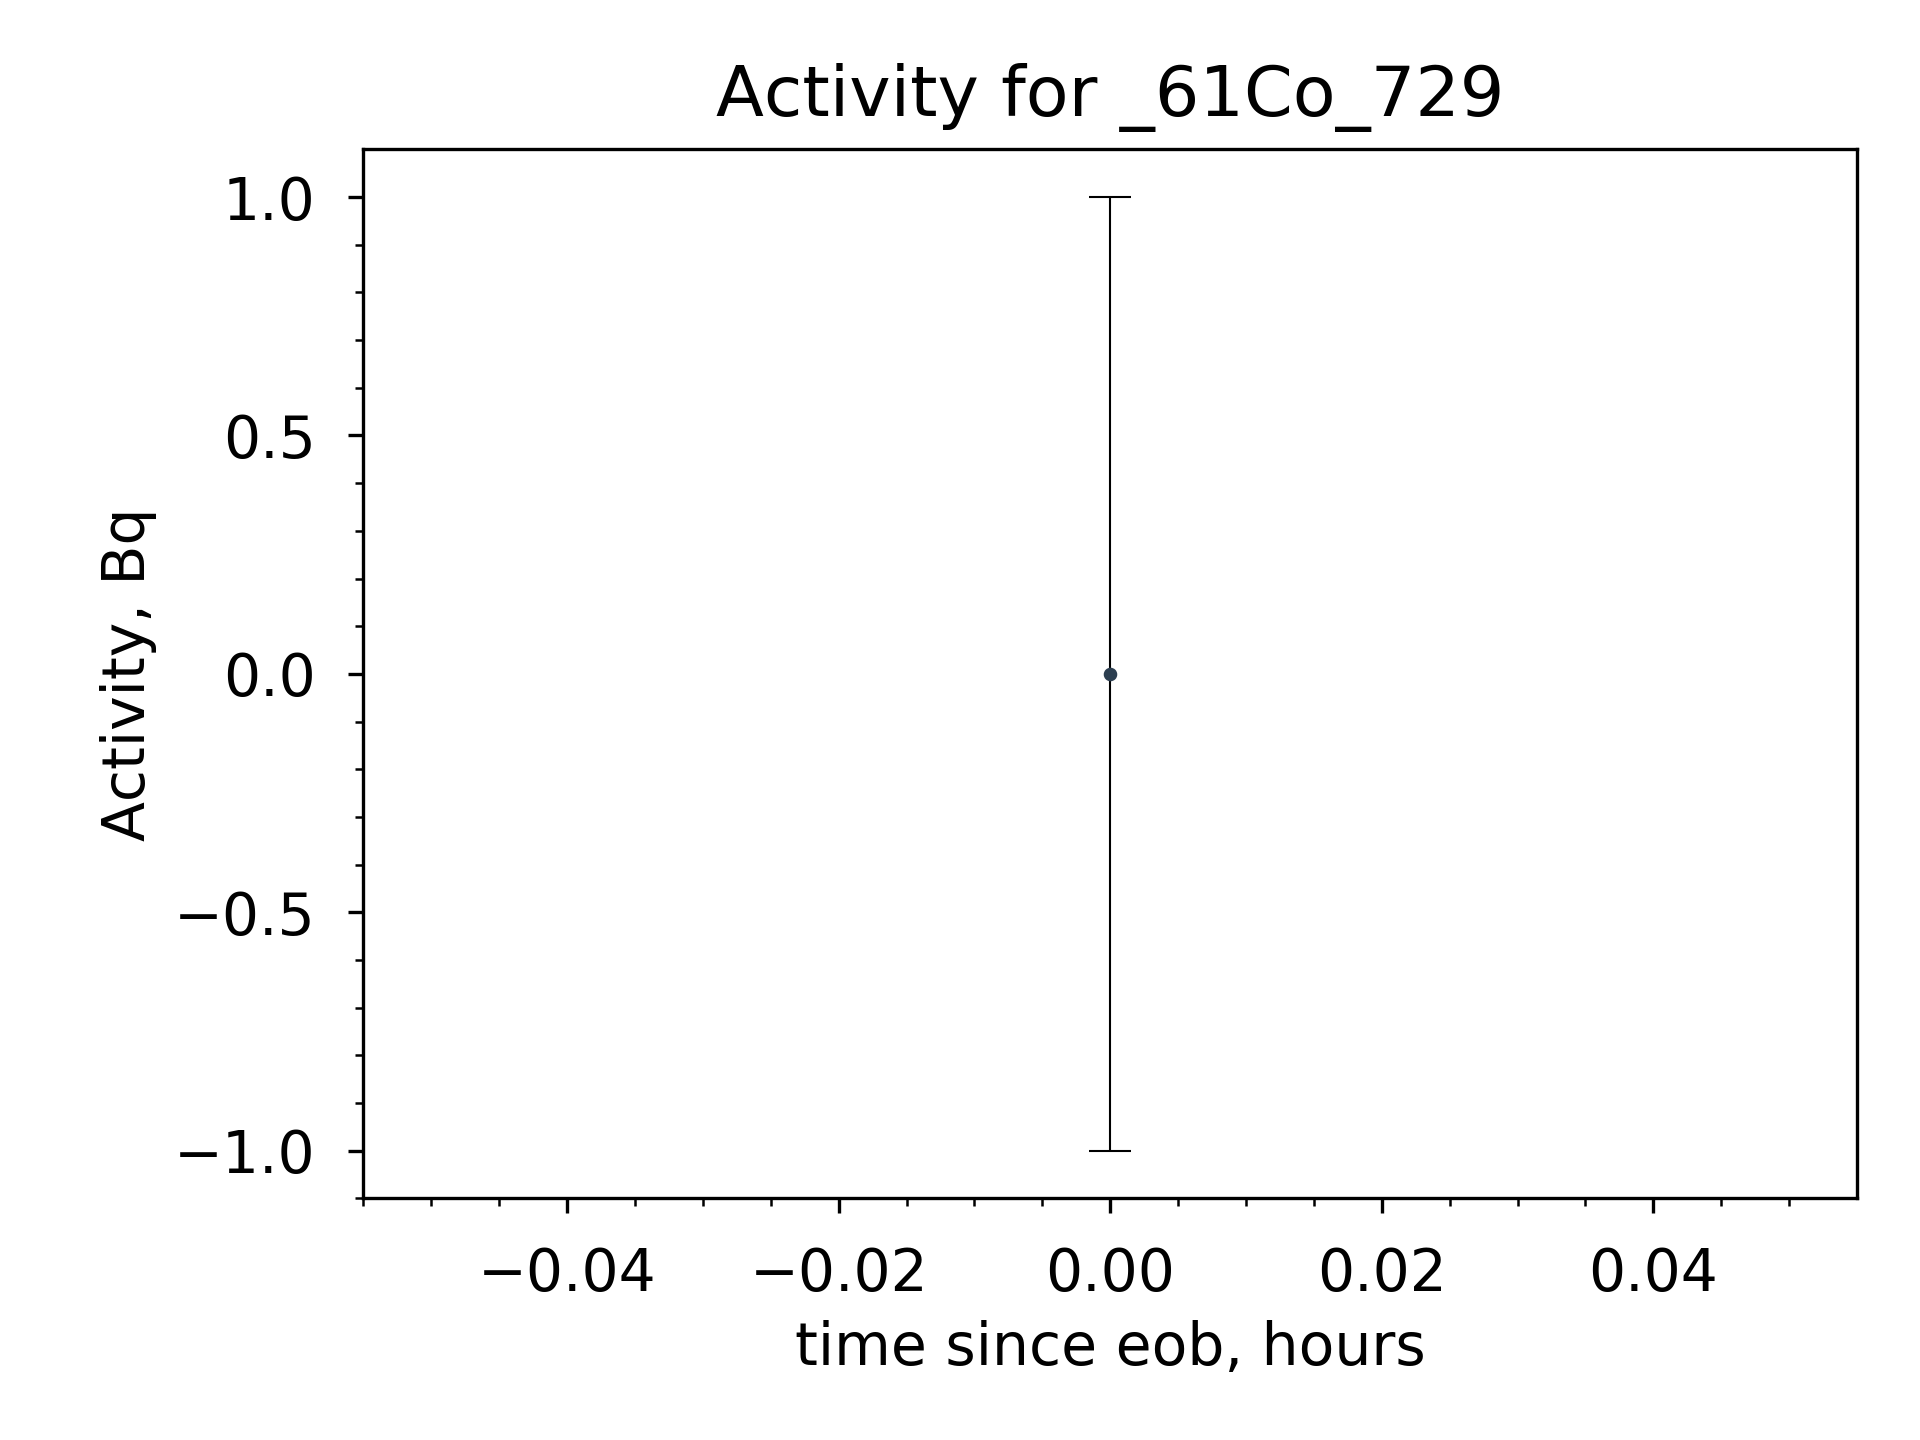 Activity for _61Co_729
1.0
0.5
0.0
−0.5
−1.0
Activity, Bq
−0.04 −0.02 0.00 0.02 0.04
time since eob, hours